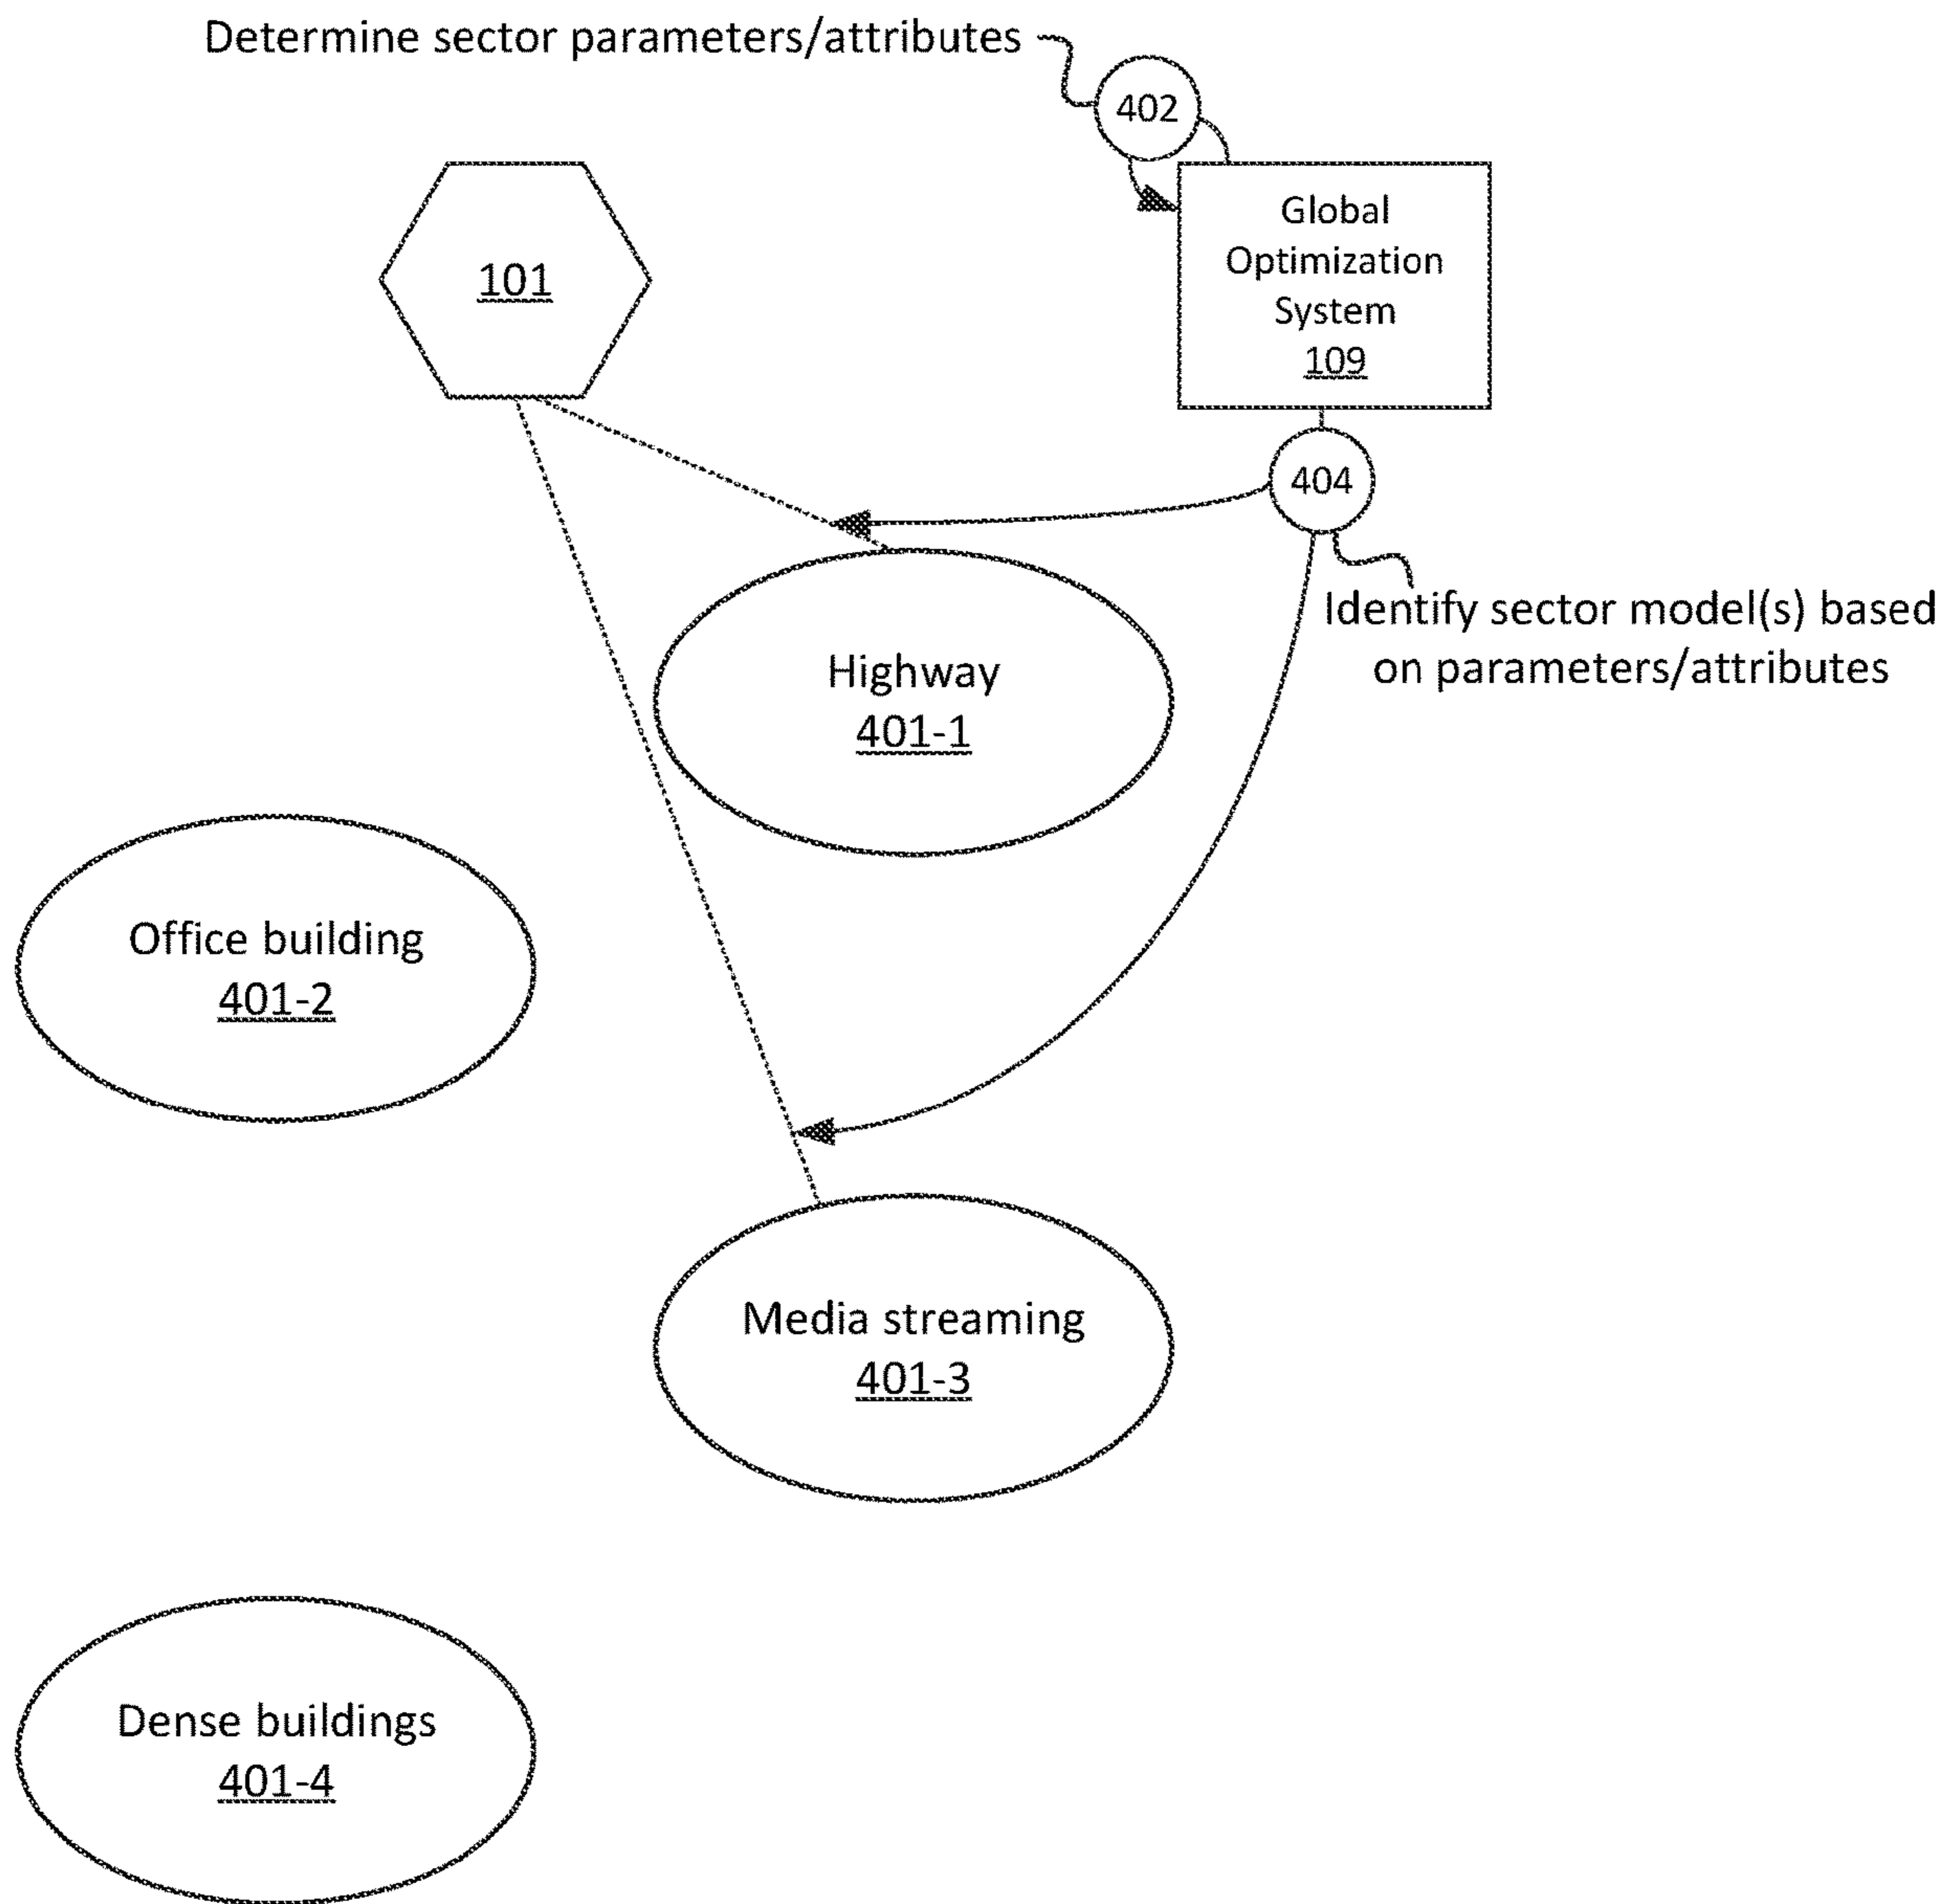 Determine sector parameters/attributes
402
101
Global
Optimization
System
109
404
Identify sector model(s) based
on parameters/attributes
Highway
401-1
Office building
401-2
Media streaming
401-3
Dense buildings
401-4